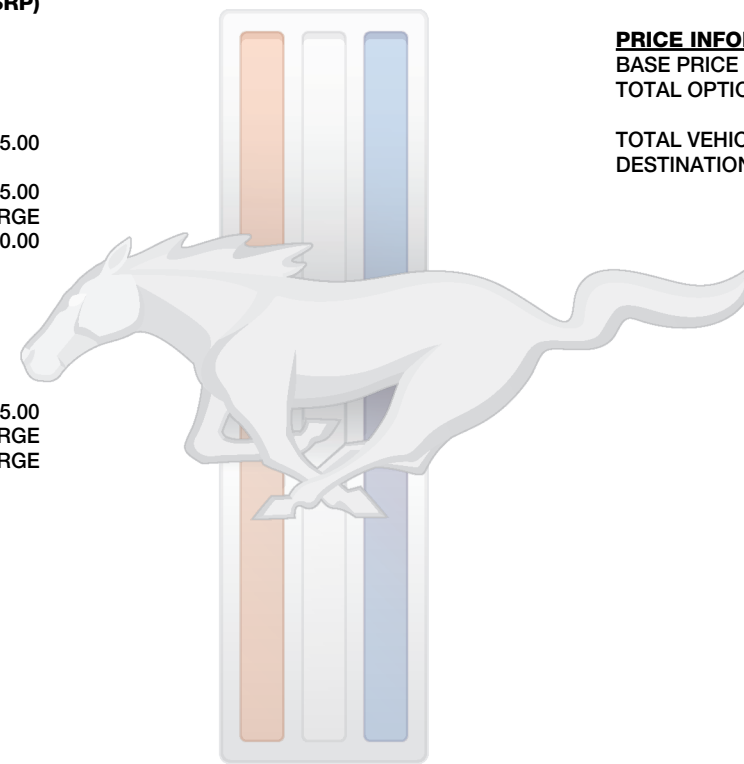 SRP)
5.00
5.00
RGE
0.00
5.00
RGE
RGE
PRICE INFO
BASE PRICE
TOTAL OPTIO
TOTAL VEHIC
DESTINATION